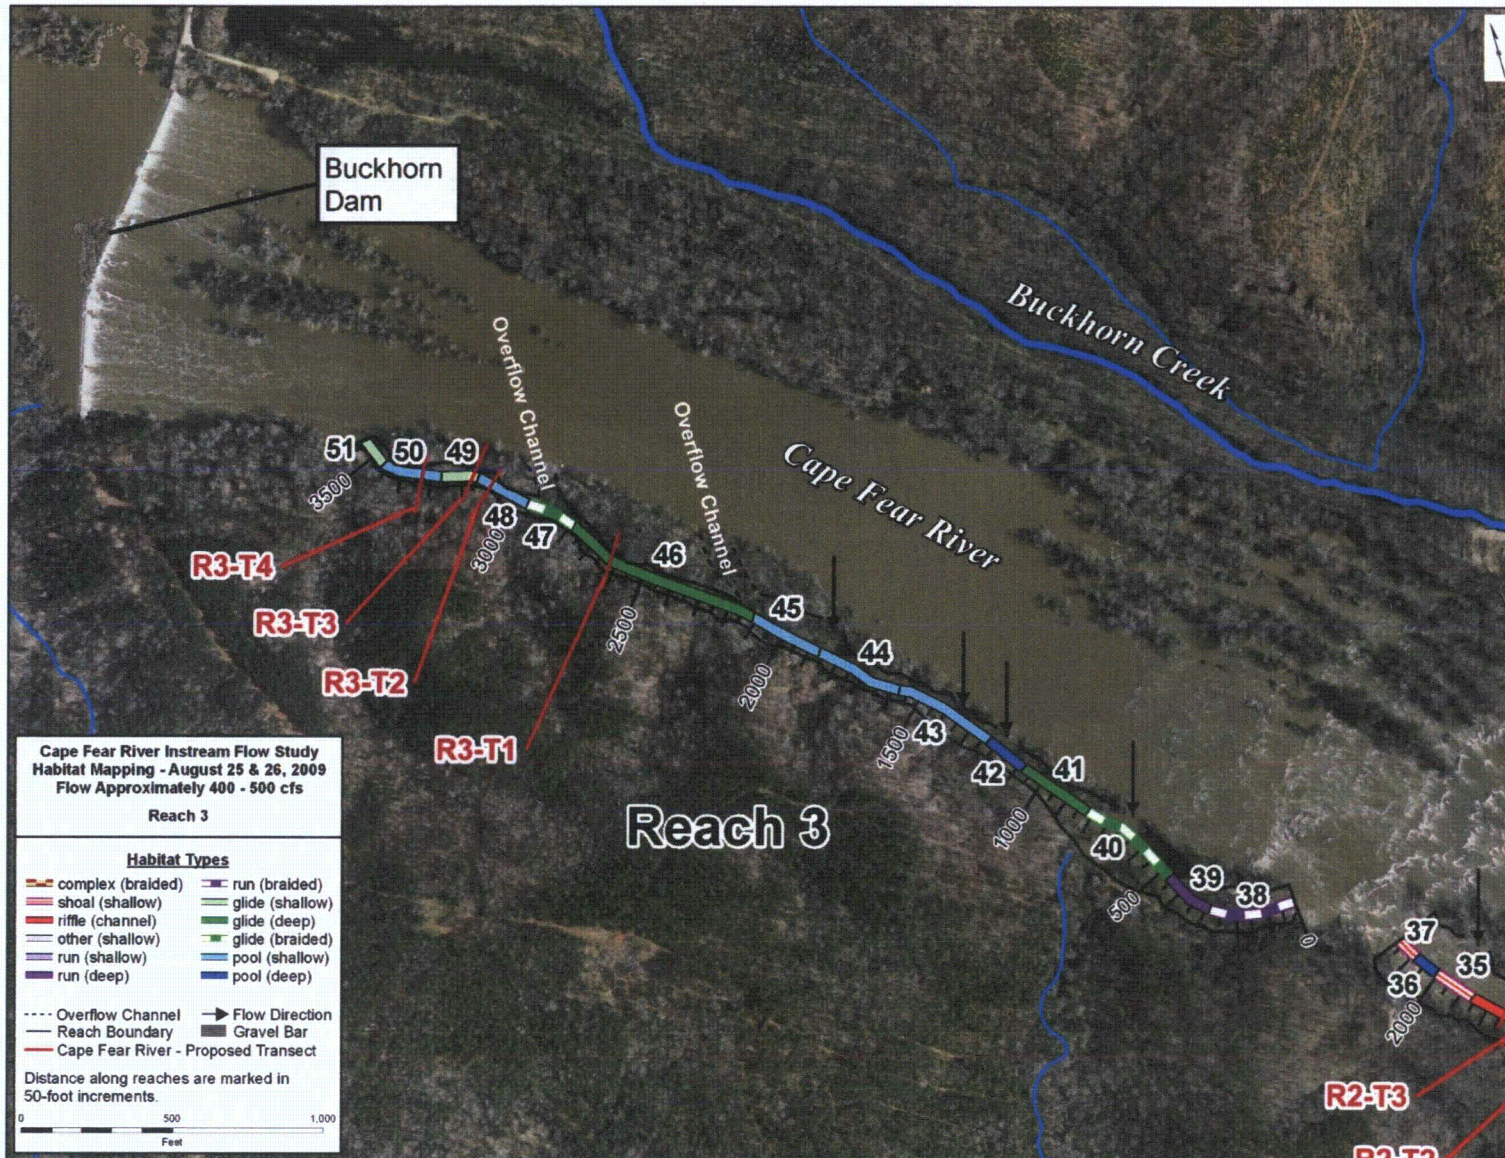 Buckhorn
Dam
Buckhorn Creek
Overflow Channel
Overflow Channel
Cape Fear River
51
50
49
3500
48
47
3000
46
2500
45
2000
44
43
1500
42
41
1000
40
500
39
38
0
37
36
35
2000
R3-T4
R3-T3
R3-T2
R3-T1
Reach 3
R2-T3
Cape Fear River Instream Flow Study
Habitat Mapping - August 25 & 26, 2009
Flow Approximately 400 - 500 cfs
Reach 3
Habitat Types
complex (braided)
shoal (shallow)
riffle (channel)
other (shallow)
run (shallow)
run (deep)
run (braided)
glide (shallow)
glide (deep)
glide (braided)
pool (shallow)
pool (deep)
Overflow Channel
Reach Boundary
Flow Direction
Gravel Bar
Cape Fear River - Proposed Transect
Distance along reaches are marked in
50-foot increments.
0 500 1,000
Feet